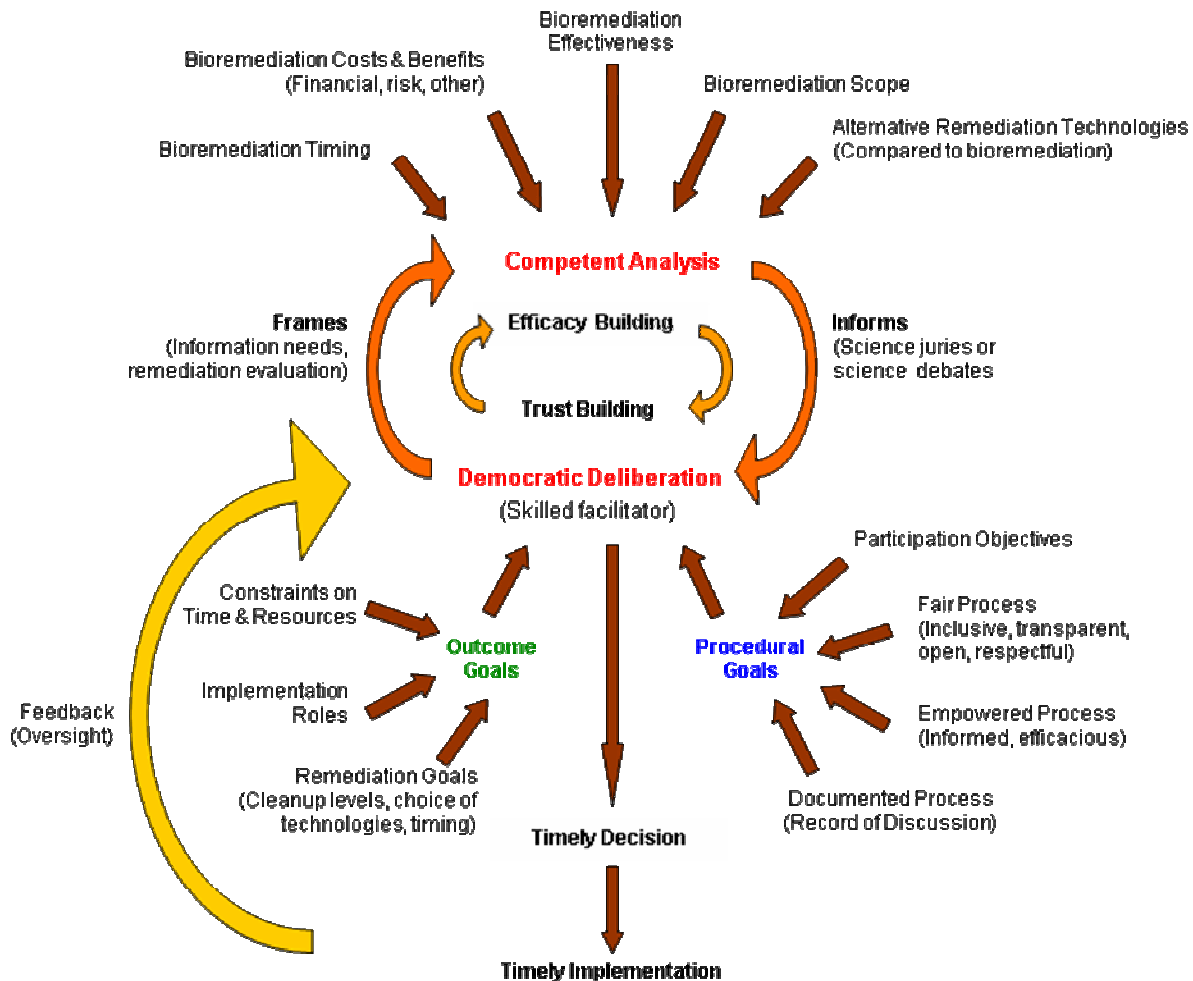 Bioremediation
Effectiveness
Bioremediation Costs & Benefits
(Financial, risk, other)
Bioremediation Scope
Alternative Remediation Technologies
(Compared to bioremediation)
Bioremediation Timing
Competent Analysis
Frames
(Information needs,
remediation evaluation)
Efficacy Building
Informs
(Science juries or
science debates
Trust Building
Democratic Deliberation
(Skilled facilitator)
Participation Objectives
Constraints on
Time & Resources
Fair Process
(Inclusive, transparent,
open, respectful)
Outcome
Goals
Procedural
Goals
Implementation
Roles
Feedback
(Oversight)
Empowered Process
(Informed, efficacious)
Remediation Goals
(Cleanup levels, choice of
technologies, timing)
Documented Process
(Record of Discussion)
Timely Decision
Timely Implementation